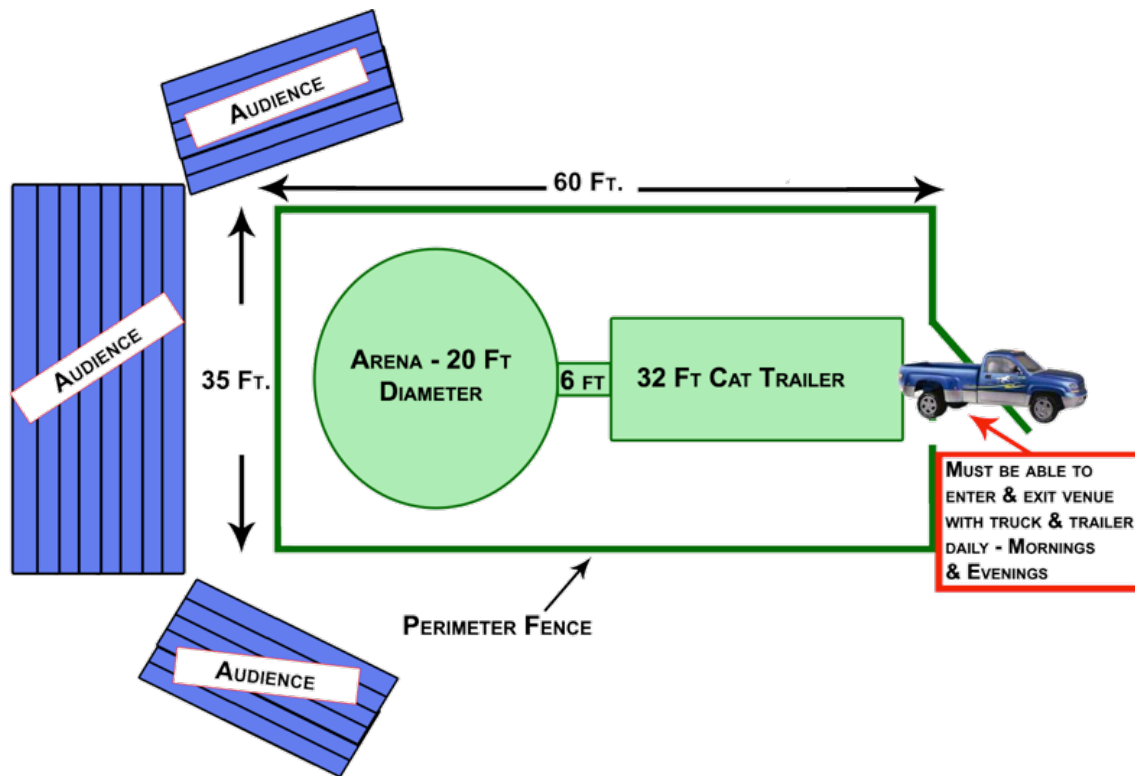 Audience
60 Ft.
Audience
35 Ft.
Arena - 20 Ft
Diameter
6 ft
32 Ft Cat Trailer
Must be able to
enter & exit venue
with truck & trailer
daily - Mornings
& Evenings
Perimeter Fence
Audience